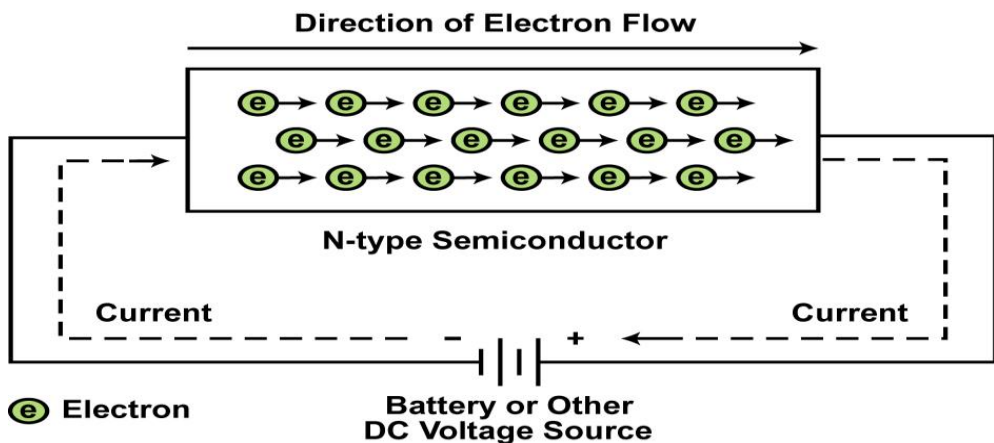 Direction of Electron Flow
e e e e e e
e e e e e e
e e e e e e
N-type Semiconductor
Current
Current
- +
e Electron
Battery or Other
DC Voltage Source